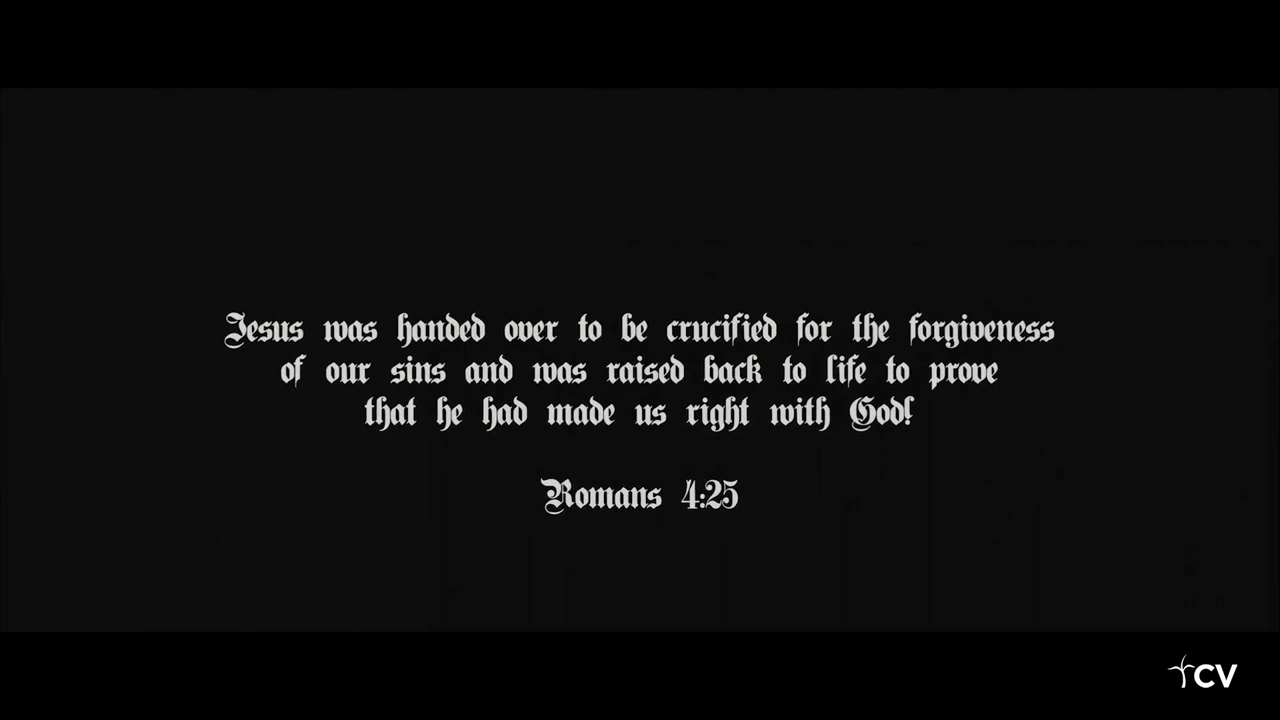 Jesus was handed over to be crucified for the forgiveness
of our sins and was raised back to life to prove
that he had made us right with God!
Romans 4:25
CV